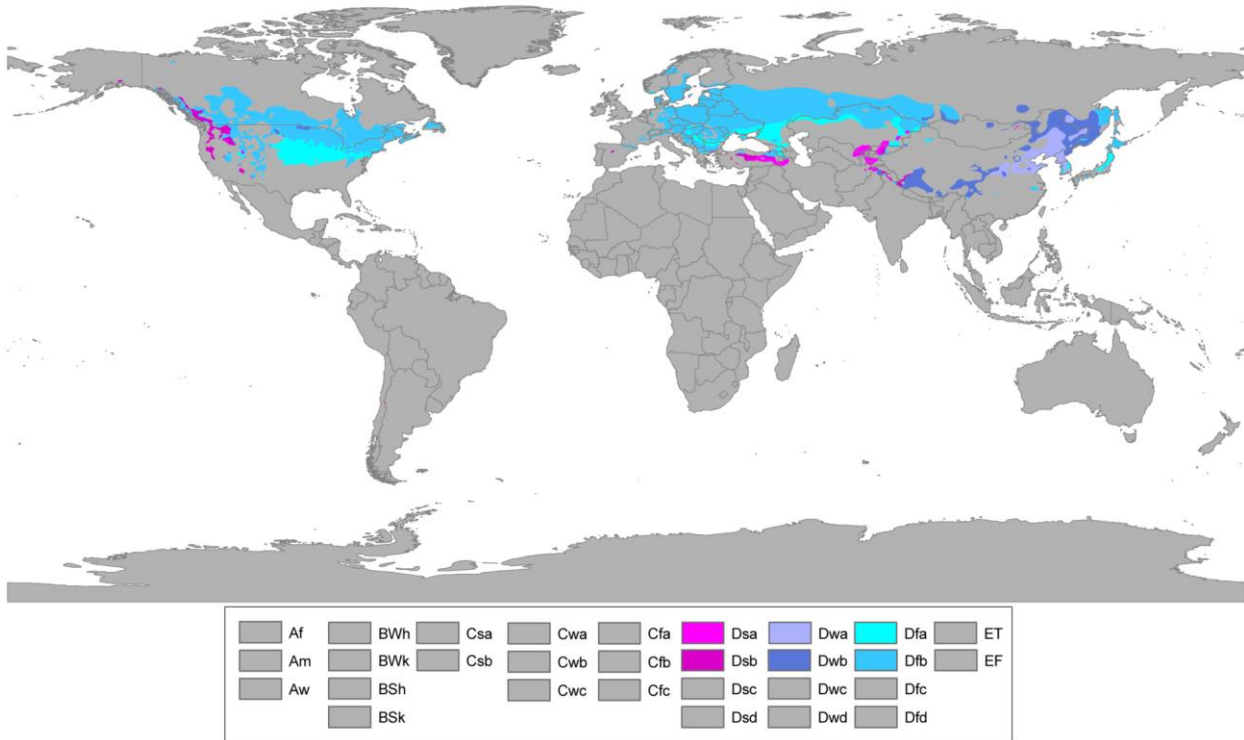 Af BWh Csa Cwa Cfa Dsa Dwa Dfa ET
Am BWk Csb Cwb Cfb Dsb Dwb Dfb EF
Aw BSh Cwc Cfc Dsc Dwc Dfc
BSk Dsd Dwd Dfd